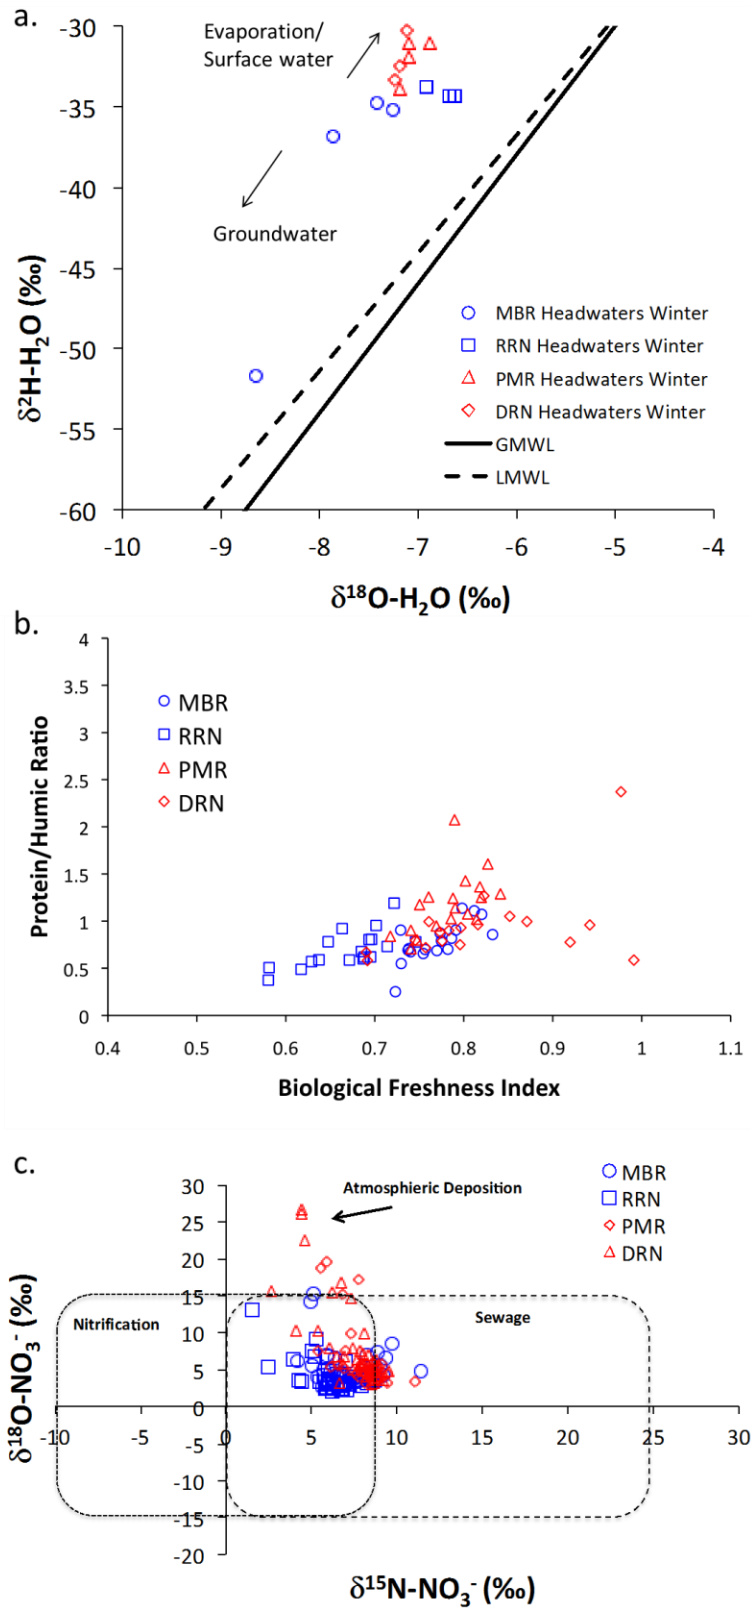 a.
-30
-35
-40
-45
-50
-55
-60
-10
-9
-8
-7
-6
-5
-4
δ²H-H₂O (‰)
δ¹⁸O-H₂O (‰)
Evaporation/
Surface water
Groundwater
MBR Headwaters Winter
RRN Headwaters Winter
PMR Headwaters Winter
DRN Headwaters Winter
GMWL
LMWL
b.
4
3.5
3
2.5
2
1.5
1
0.5
0
0.4
0.5
0.6
0.7
0.8
0.9
1
1.1
Protein/Humic Ratio
Biological Freshness Index
MBR
RRN
PMR
DRN
c.
30
25
20
15
10
5
0
-5
-10
-15
-20
-10
-5
0
5
10
15
20
25
30
δ¹⁸O-NO₃⁻ (‰)
δ¹⁵N-NO₃⁻ (‰)
Atmosphieric Deposition
Nitrification
Sewage
MBR
RRN
PMR
DRN